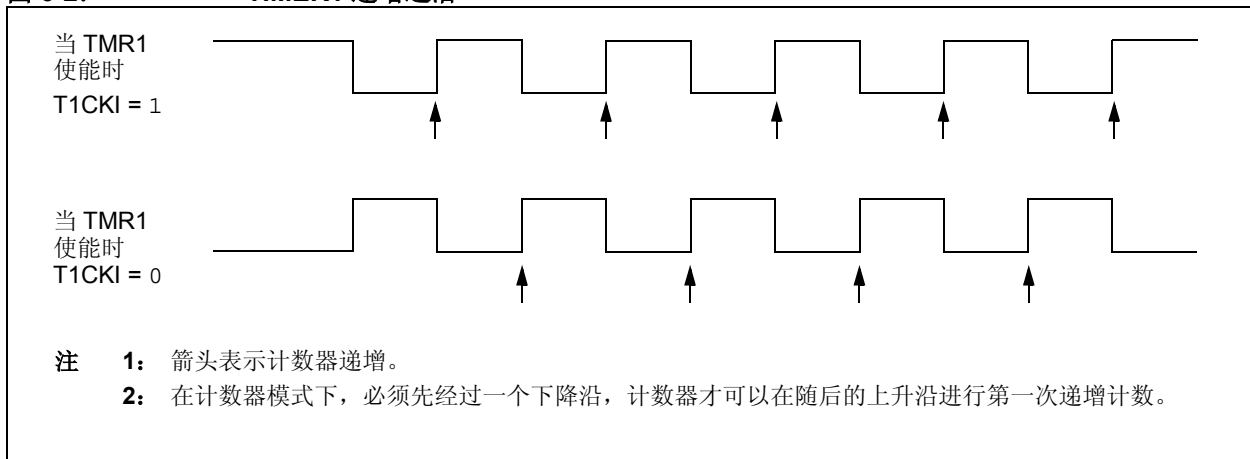 当 TMR1
使能时
T1CKI = 1
当 TMR1
使能时
T1CKI = 0
注 1： 箭头表示计数器递增。
2： 在计数器模式下，必须先经过一个下降沿，计数器才可以在随后的上升沿进行第一次递增计数。